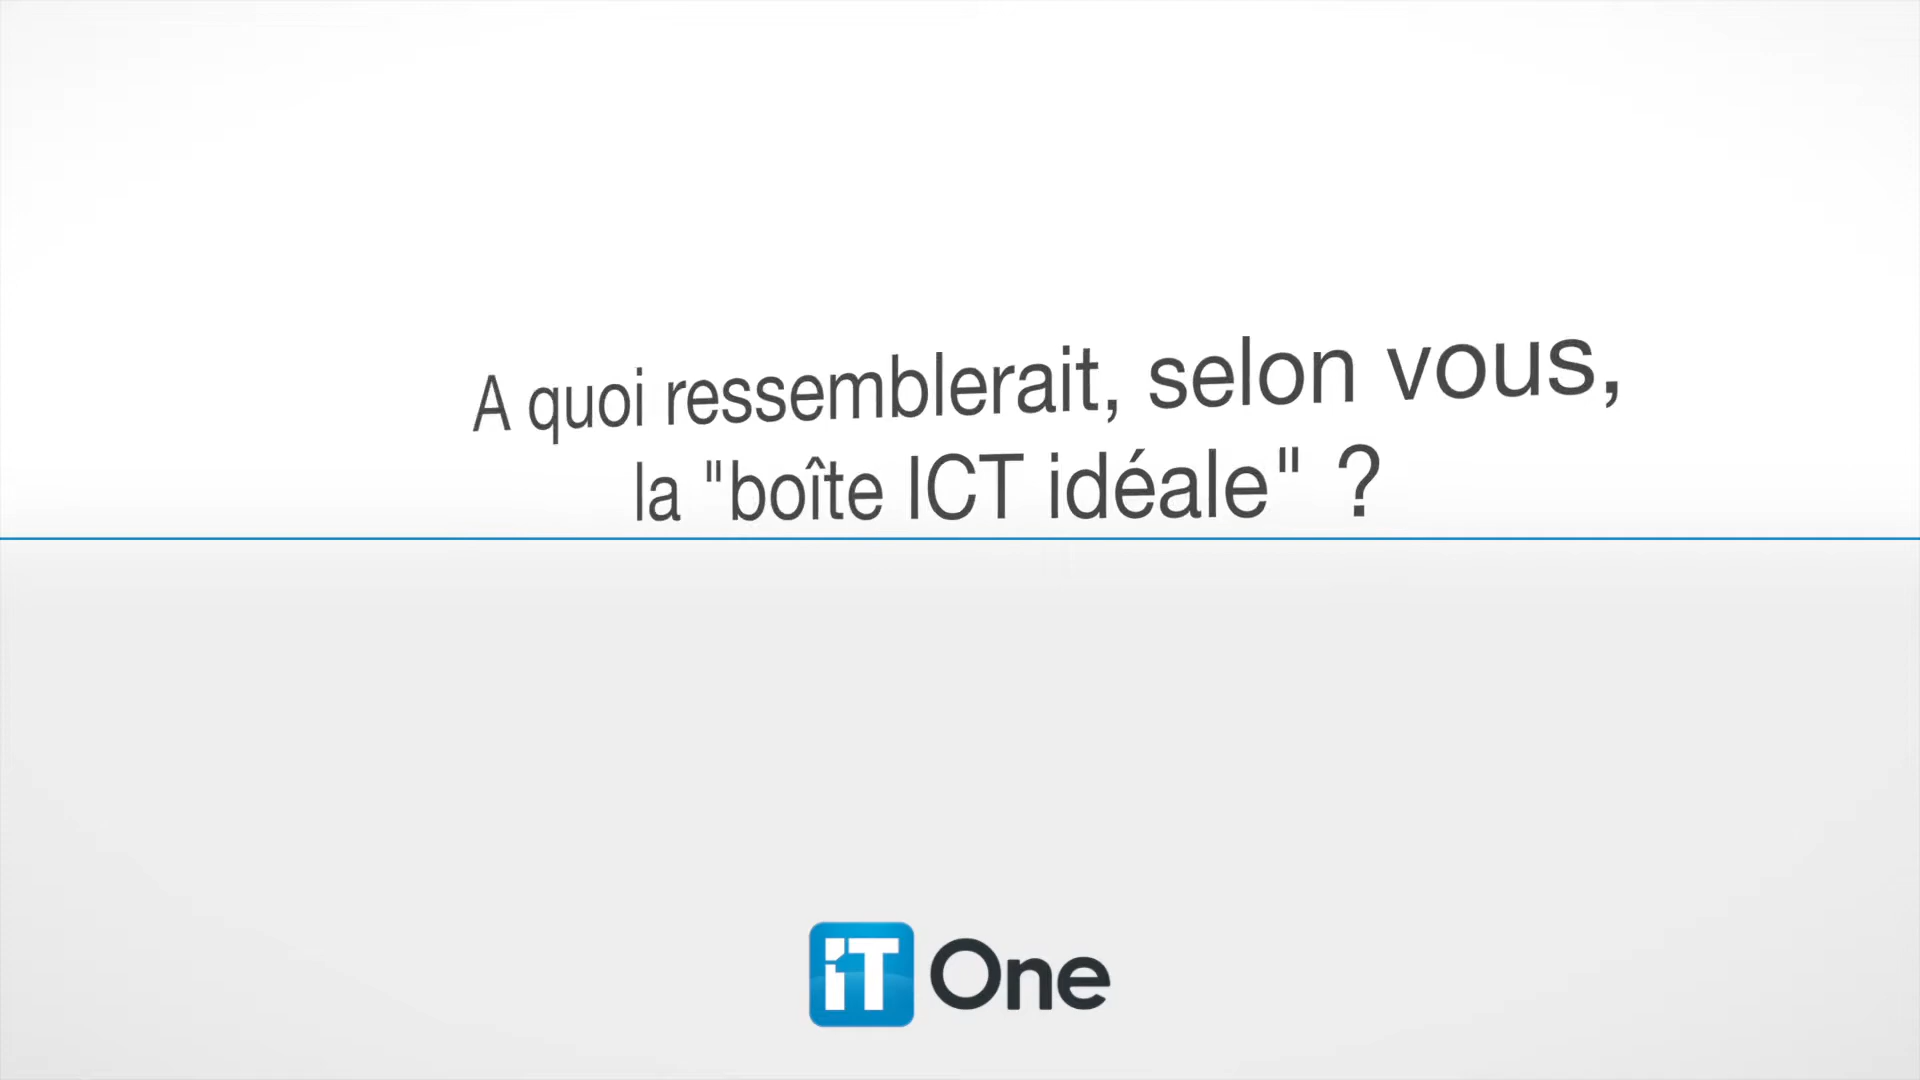 A quoi ressemblerait, selon vous,
la "boîte ICT idéale" ?
iT One